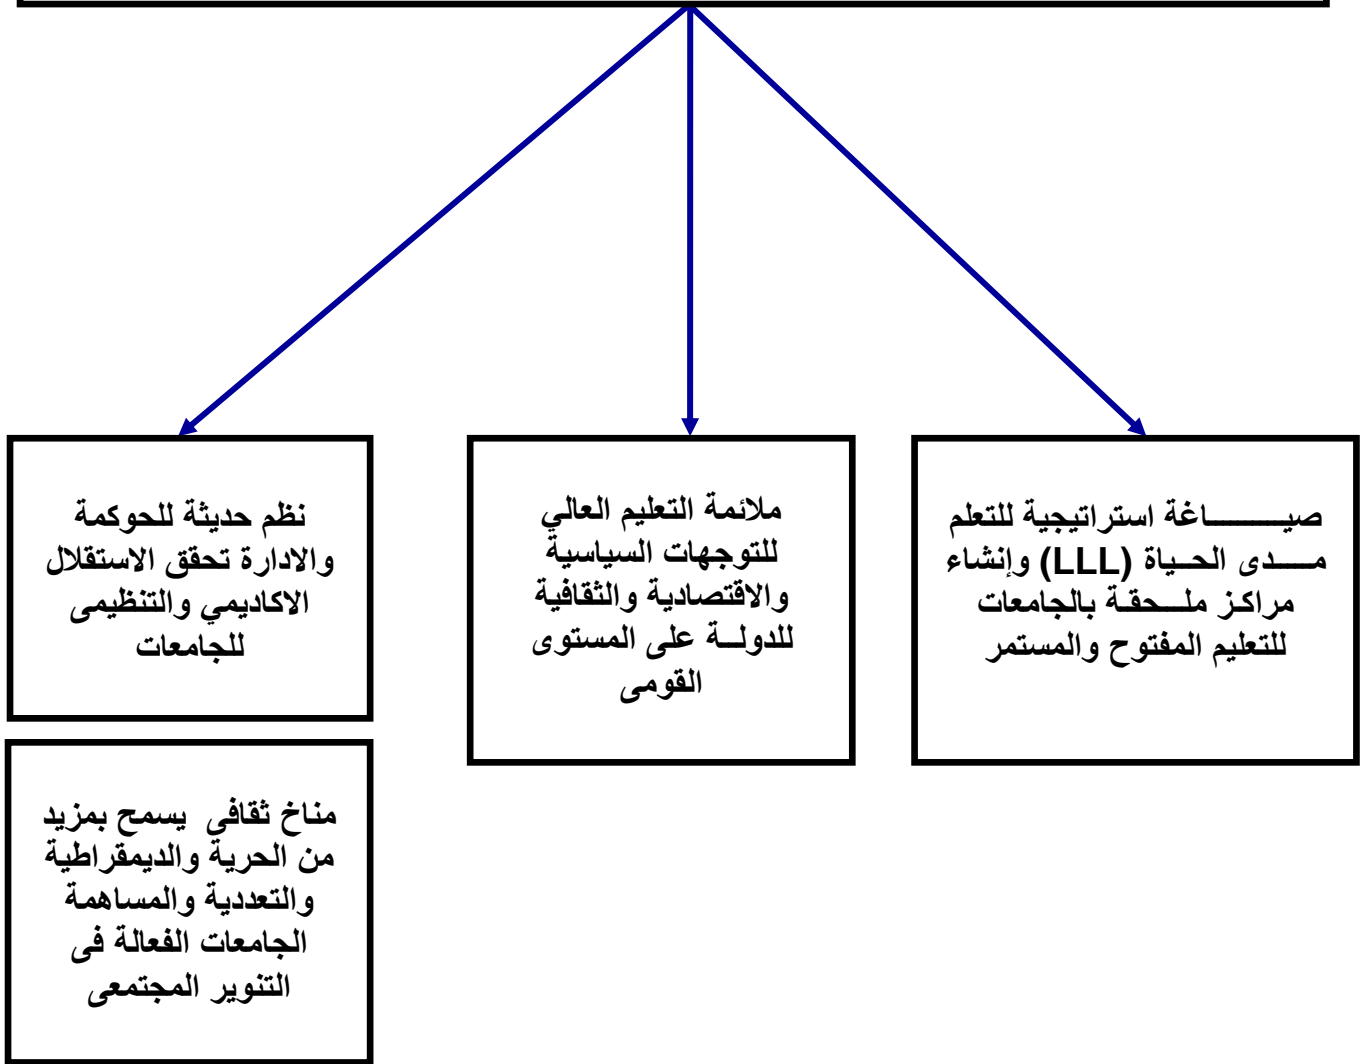 صيـــــــاغة استراتيجية للتعلم
مـــدى الحــياة (LLL) وإنشاء
مراكـز ملــحقـة بالجامعات
للتعليم المفتوح والمستمر
ملائمة التعليم العالي
للتوجهات السياسية
والاقتصادية والثقافية
للدولــة على المستوى
القومى
نظم حديثة للحوكمة
والادارة تحقق الاستقلال
الاكاديمي والتنظيمى
للجامعات
مناخ ثقافى يسمح بمزيد
من الحرية والديمقراطية
والتعددية والمساهمة
الجامعات الفعالة فى
التنوير المجتمعى